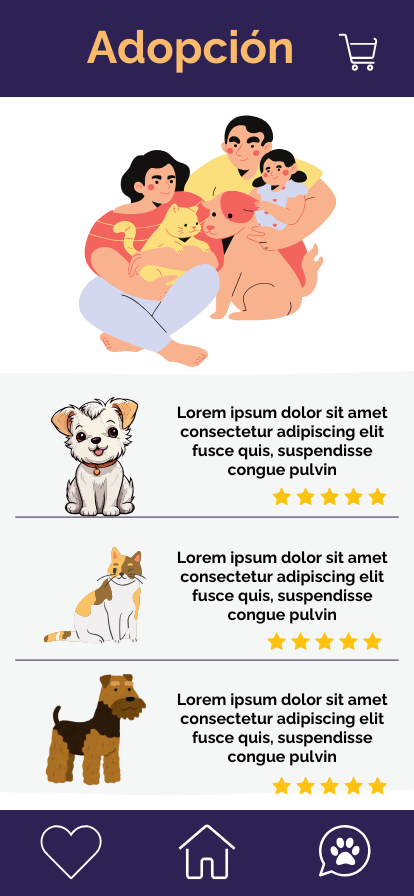 Adopción
Lorem ipsum dolor sit amet
consectetur adipiscing elit
fusce quis, suspendisse
congue pulvin
Lorem ipsum dolor sit amet
consectetur adipiscing elit
fusce quis, suspendisse
congue pulvin
Lorem ipsum dolor sit amet
consectetur adipiscing elit
fusce quis, suspendisse
congue pulvin